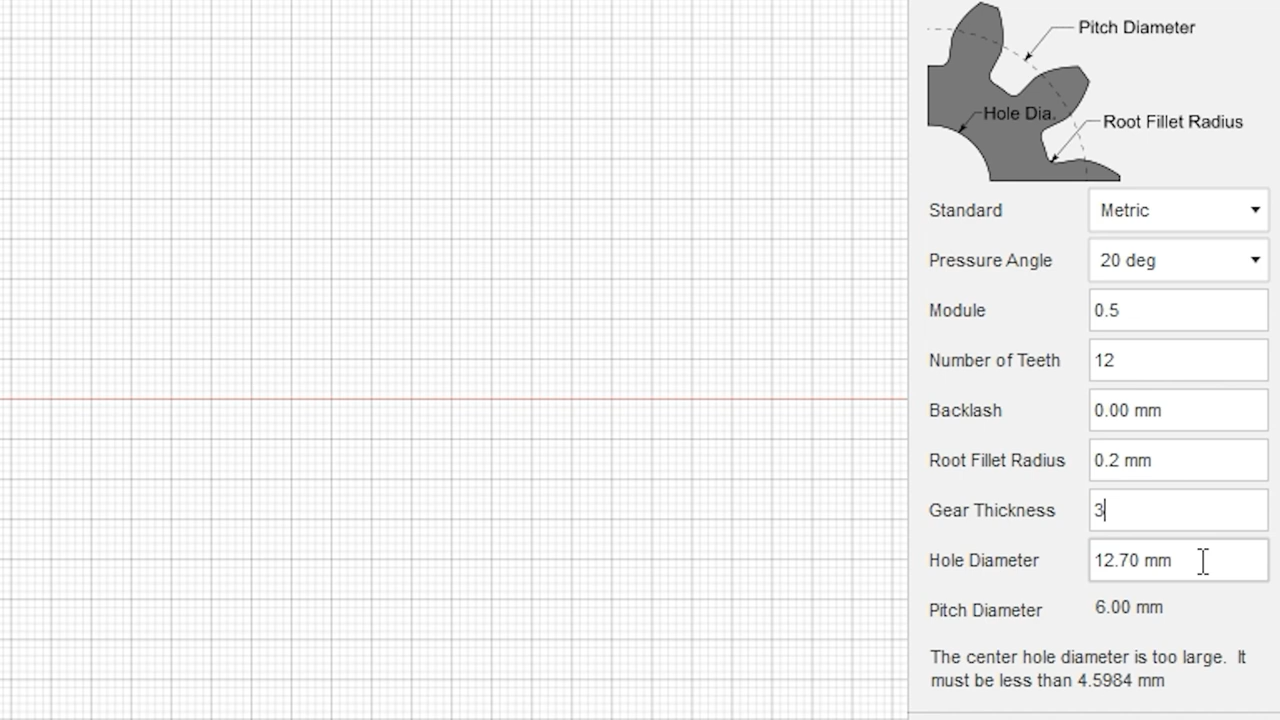 Pitch Diameter
Hole Dia.
Root Fillet Radius
Standard Metric
Pressure Angle 20 deg
Module 0.5
Number of Teeth 12
Backlash 0.00 mm
Root Fillet Radius 0.2 mm
Gear Thickness 3
Hole Diameter 12.70 mm
Pitch Diameter 6.00 mm
The center hole diameter is too large. It
must be less than 4.5984 mm